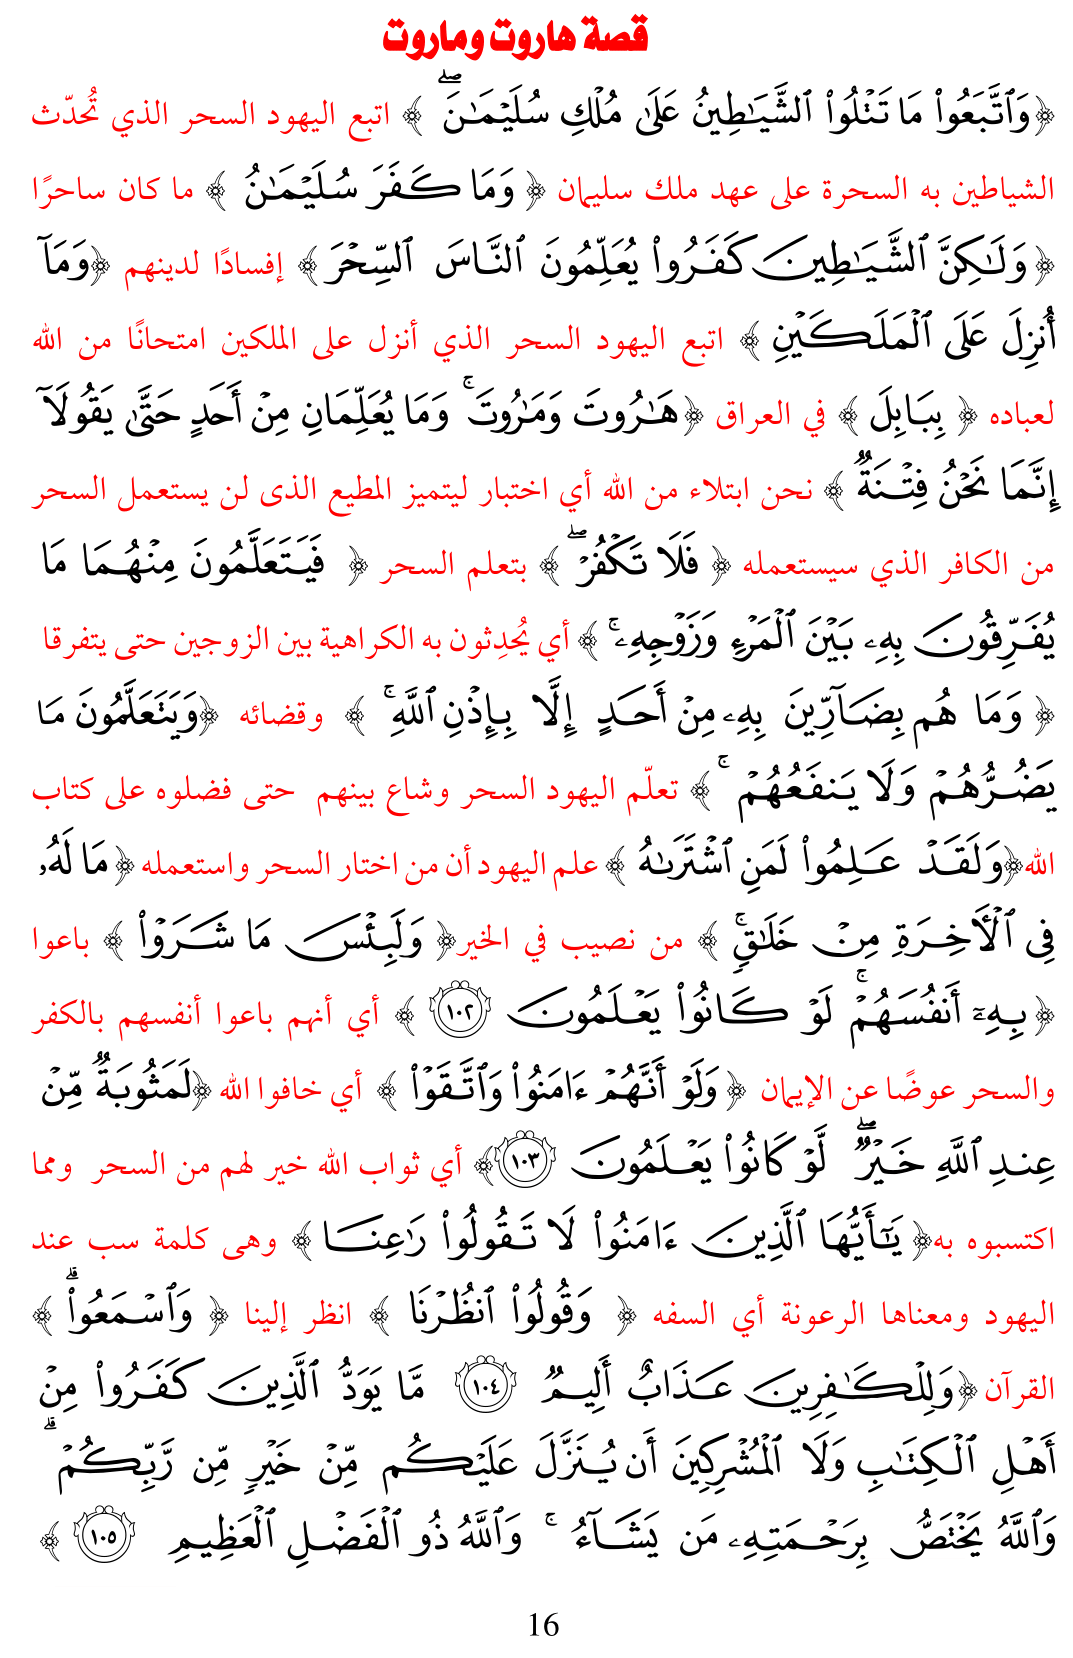 قصة هاروت وماروت
﴿وَٱتَّبَعُوا۟ مَا تَتْلُوا۟ ٱلشَّيَـٰطِينُ عَلَىٰ مُلْكِ سُلَيْمَـٰنَ ۖ ﴾ اتبع اليهود السحر الذي تُحدّث
الشياطين به السحرة على عهد ملك سليمان ﴿ وَمَا كَفَرَ سُلَيْمَـٰنُ ﴾ ما كان ساحرًا
﴿ وَلَـٰكِنَّ ٱلشَّيَـٰطِينَ كَفَرُوا۟ يُعَلِّمُونَ ٱلنَّاسَ ٱلسِّحْرَ ﴾ إفسادًا لدينهم ﴿وَمَآ
أُنزِلَ عَلَى ٱلْمَلَكَيْنِ ﴾ اتبع اليهود السحر الذي أنزل على الملكين امتحانًا من الله
لعباده ﴿ بِبَابِلَ ﴾ في العراق ﴿هَـٰرُوتَ وَمَـٰرُوتَ ۚ وَمَا يُعَلِّمَانِ مِنْ أَحَدٍ حَتَّىٰ يَقُولَآ
إِنَّمَا نَحْنُ فِتْنَةٌ ﴾ نحن ابتلاء من الله أي اختبار ليتميز المطيع الذى لن يستعمل السحر
من الكافر الذي سيستعمله ﴿ فَلَا تَكْفُرْ ۖ ﴾ بتعلم السحر ﴿ فَيَتَعَلَّمُونَ مِنْهُمَا مَا
يُفَرِّقُونَ بِهِۦ بَيْنَ ٱلْمَرْءِ وَزَوْجِهِۦ ۚ ﴾ أي يُحدِثون به الكراهية بين الزوجين حتى يتفرقا
﴿ وَمَا هُم بِضَآرِّينَ بِهِۦ مِنْ أَحَدٍ إِلَّا بِإِذْنِ ٱللَّهِ ۚ ﴾ وقضائه ﴿وَيَتَعَلَّمُونَ مَا
يَضُرُّهُمْ وَلَا يَنفَعُهُمْ ۚ ﴾ تعلّم اليهود السحر وشاع بينهم حتى فضلوه على كتاب
الله ﴿وَلَقَدْ عَلِمُوا۟ لَمَنِ ٱشْتَرَىٰهُ ﴾ علم اليهود أن من اختار السحر واستعمله ﴿مَا لَهُۥ
فِى ٱلْـَٔاخِرَةِ مِنْ خَلَـٰقٍ ۚ ﴾ من نصيب في الخير ﴿ وَلَبِئْسَ مَا شَرَوْا۟ ﴾ باعوا
﴿ بِهِۦٓ أَنفُسَهُمْ ۚ لَوْ كَانُوا۟ يَعْلَمُونَ ١٠٢ ﴾ أي أنهم باعوا أنفسهم بالكفر
والسحر عوضًا عن الإيمان ﴿ وَلَوْ أَنَّهُمْ ءَامَنُوا۟ وَٱتَّقَوْا۟ ﴾ أي خافوا الله ﴿لَمَثُوبَةٌ مِّنْ
عِندِ ٱللَّهِ خَيْرٌ ۖ لَّوْ كَانُوا۟ يَعْلَمُونَ ١٠٣﴾ أي ثواب الله خير لهم من السحر ومما
اكتسبوه به ﴿ يَـٰٓأَيُّهَا ٱلَّذِينَ ءَامَنُوا۟ لَا تَقُولُوا۟ رَٰعِنَا ﴾ وهى كلمة سب عند
اليهود ومعناها الرعونة أي السفه ﴿ وَقُولُوا۟ ٱنظُرْنَا ﴾ انظر إلينا ﴿ وَٱسْمَعُوا۟ ۗ ﴾
القرآن ﴿وَلِلْكَـٰفِرِينَ عَذَابٌ أَلِيمٌ ١٠٤ مَّا يَوَدُّ ٱلَّذِينَ كَفَرُوا۟ مِنْ
أَهْلِ ٱلْكِتَـٰبِ وَلَا ٱلْمُشْرِكِينَ أَن يُنَزَّلَ عَلَيْكُم مِّنْ خَيْرٍ مِّن رَّبِّكُمْ ۗ
وَٱللَّهُ يَخْتَصُّ بِرَحْمَتِهِۦ مَن يَشَآءُ ۚ وَٱللَّهُ ذُو ٱلْفَضْلِ ٱلْعَظِيمِ ١٠٥ ﴾
16